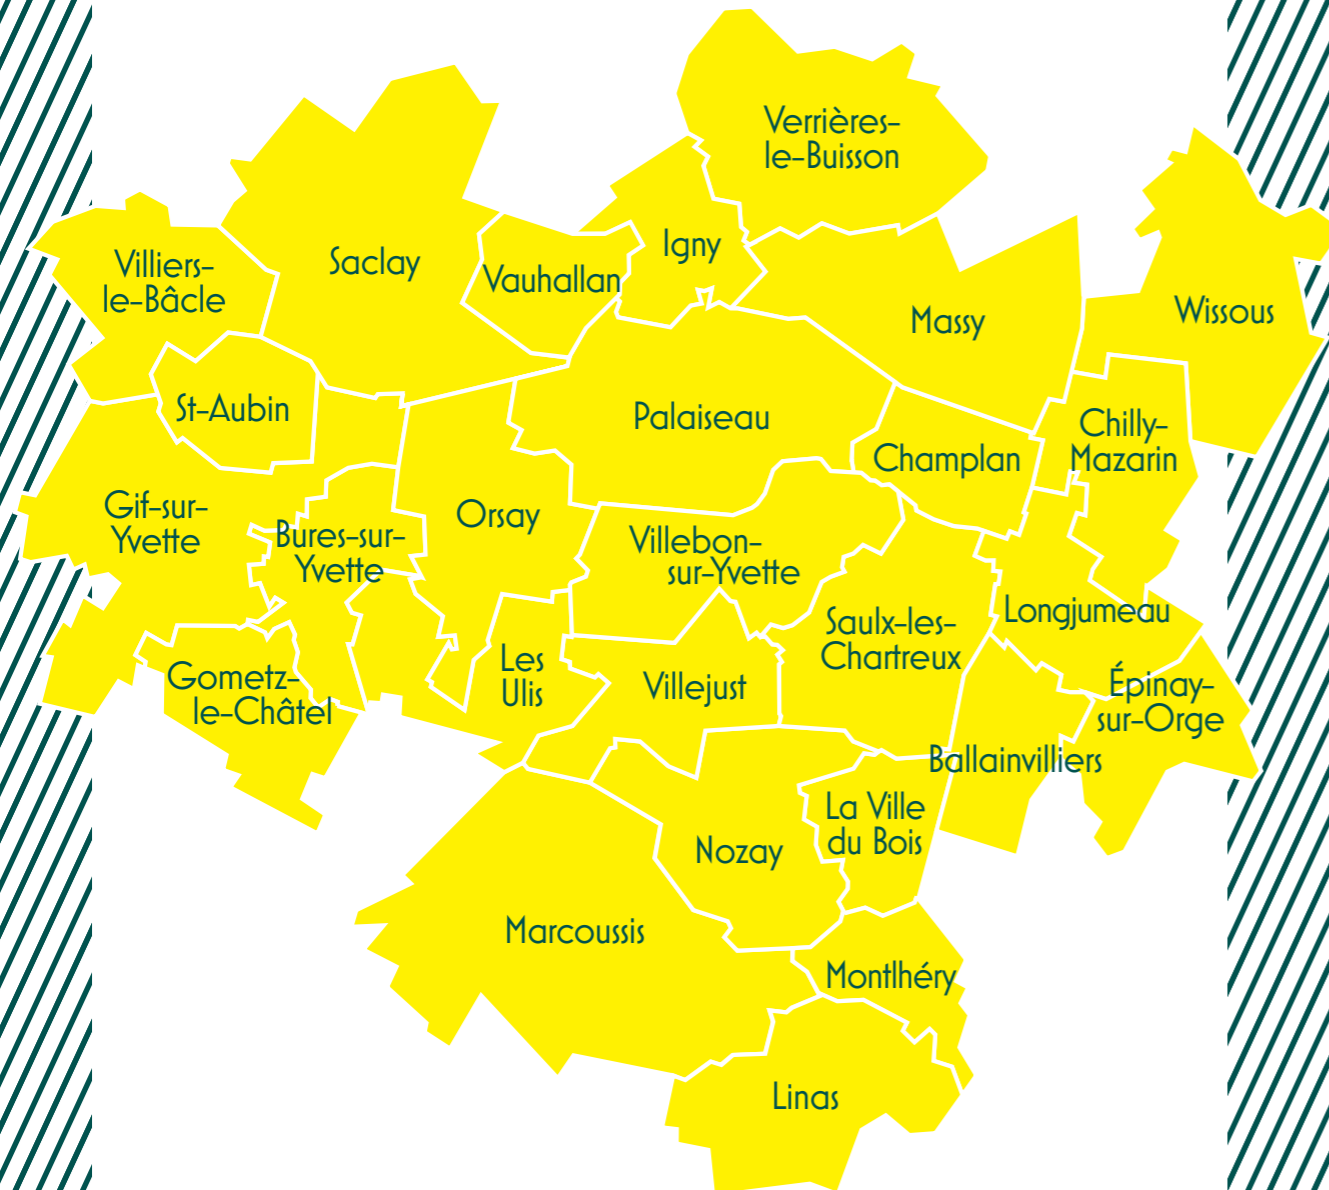 Verrières-
le-Buisson
Igny
Saclay
Vauhallan
Villiers-
le-Bâcle
Wissous
Massy
St-Aubin
Palaiseau
Champlan
Chilly-
Mazarin
Gif-sur-
Yvette
Bures-sur-
Yvette
Orsay
Villebon-
sur-Yvette
Saulx-les-
Chartreux
Longjumeau
Gometz-
le-Châtel
Les
Ulis
Villejust
Épinay-
sur-Orge
Ballainvilliers
La Ville
du Bois
Nozay
Marcoussis
Montlhéry
Linas